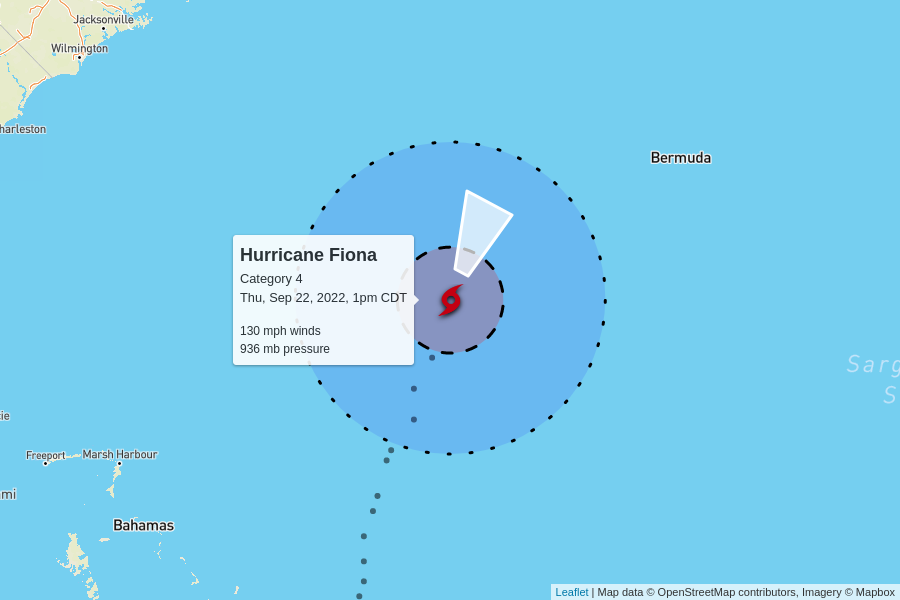 Jacksonville
Wilmington
harleston
Bermuda
Hurricane Fiona
Category 4
Thu, Sep 22, 2022, 1pm CDT
130 mph winds
936 mb pressure
Sarg
S
ie
Freeport
Marsh Harbour
mi
Bahamas
Leaflet | Map data © OpenStreetMap contributors, Imagery © Mapbox